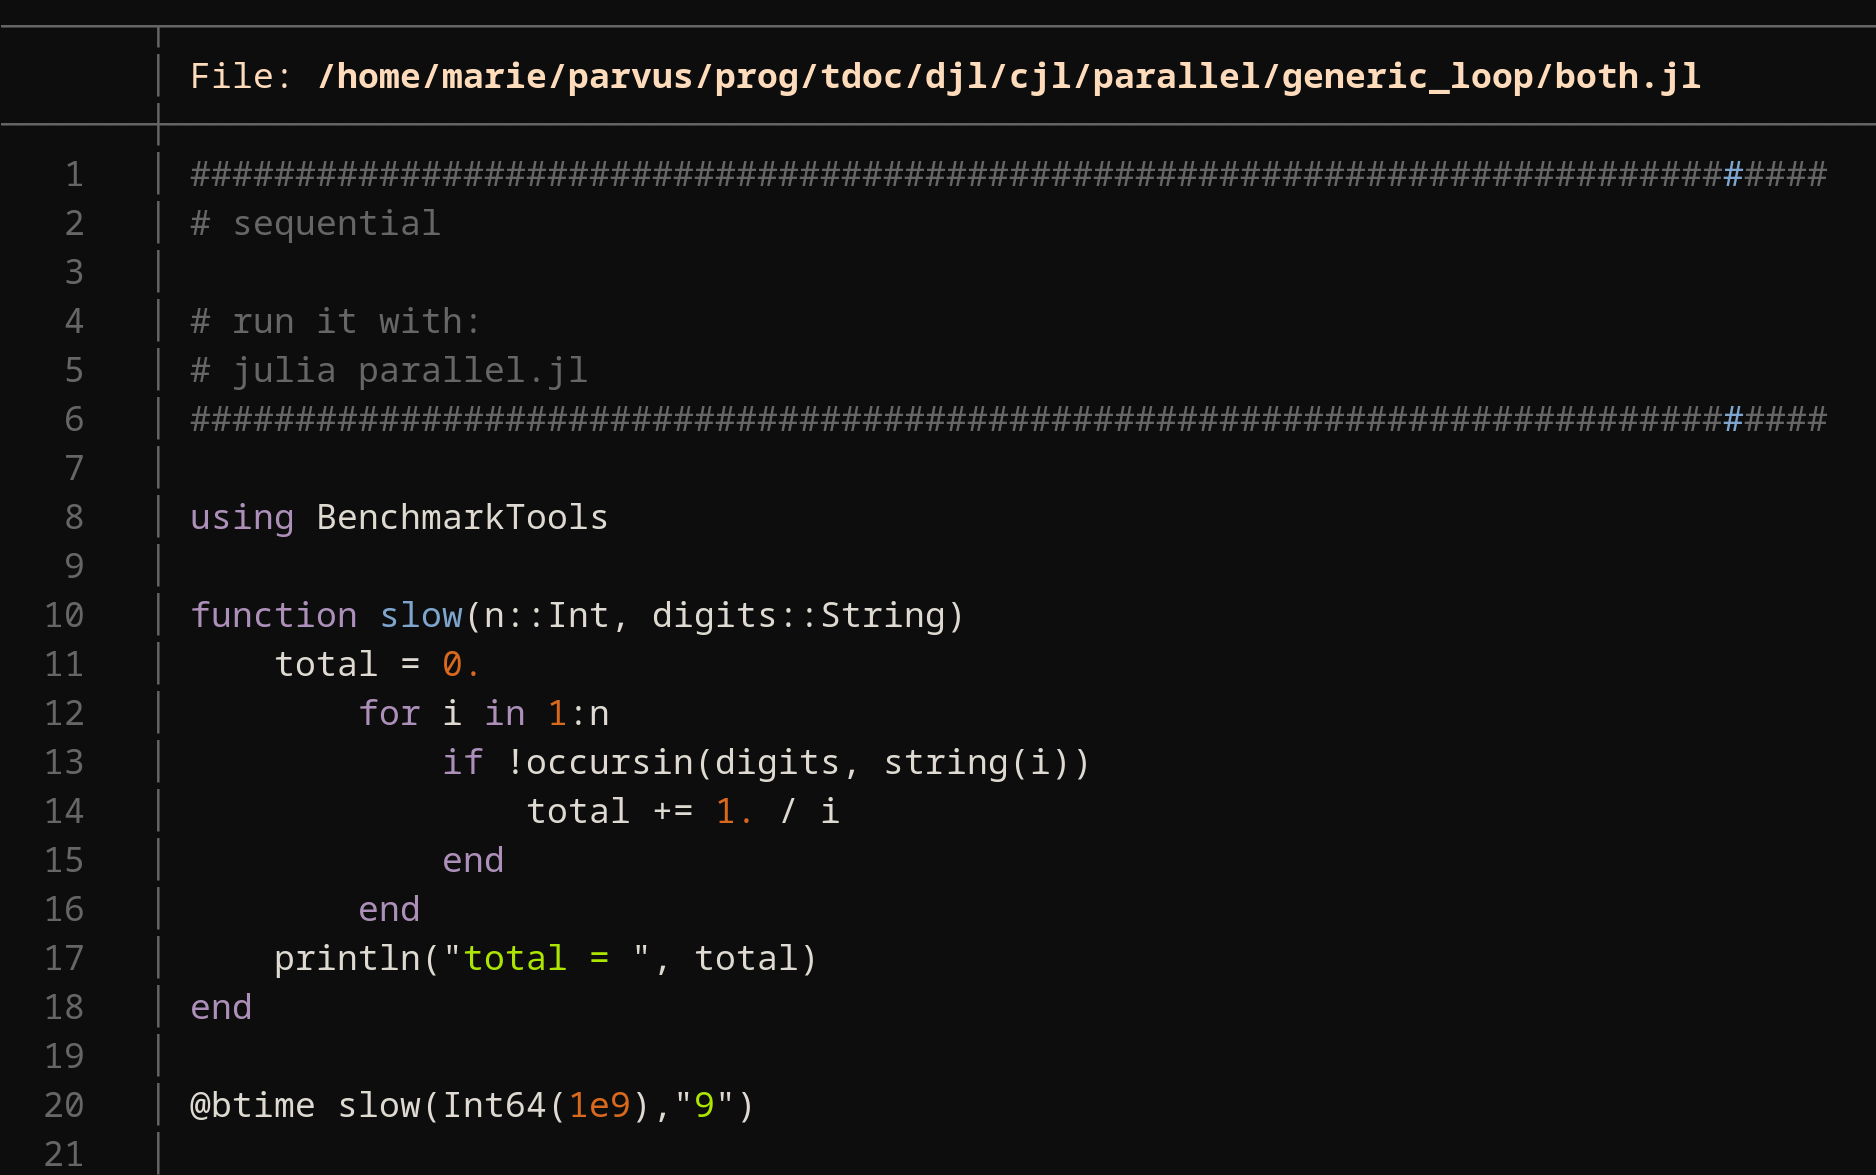 File: /home/marie/parvus/prog/tdoc/djl/cjl/parallel/generic_loop/both.jl
1 ##############################################################################
2 # sequential
3
4 # run it with:
5 # julia parallel.jl
6 ##############################################################################
7
8 using BenchmarkTools
9
10 function slow(n::Int, digits::String)
11     total = 0.
12         for i in 1:n
13             if !occursin(digits, string(i))
14                 total += 1. / i
15             end
16         end
17     println("total = ", total)
18 end
19
20 @btime slow(Int64(1e9),"9")
21